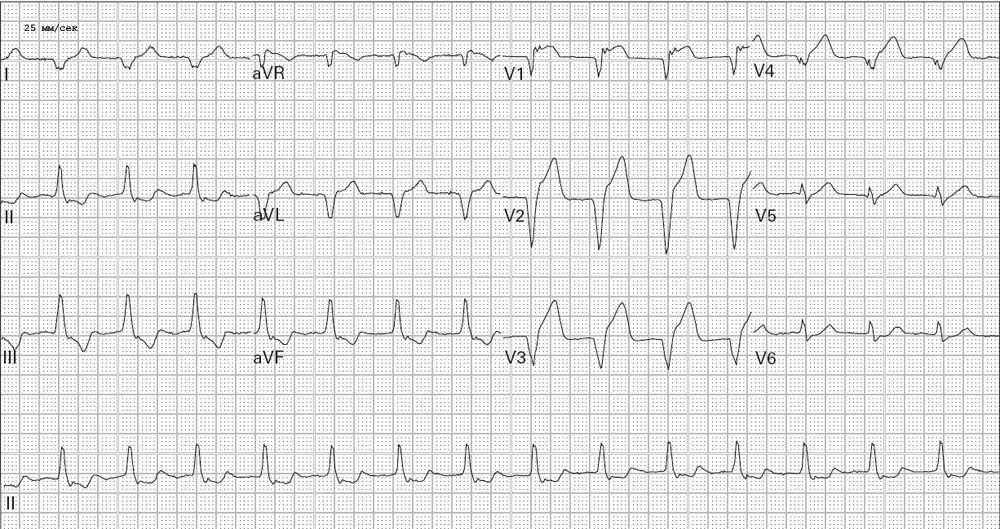 25 мм/сек
I aVR V1 V4
II aVL V2 V5
III aVF V3 V6
II